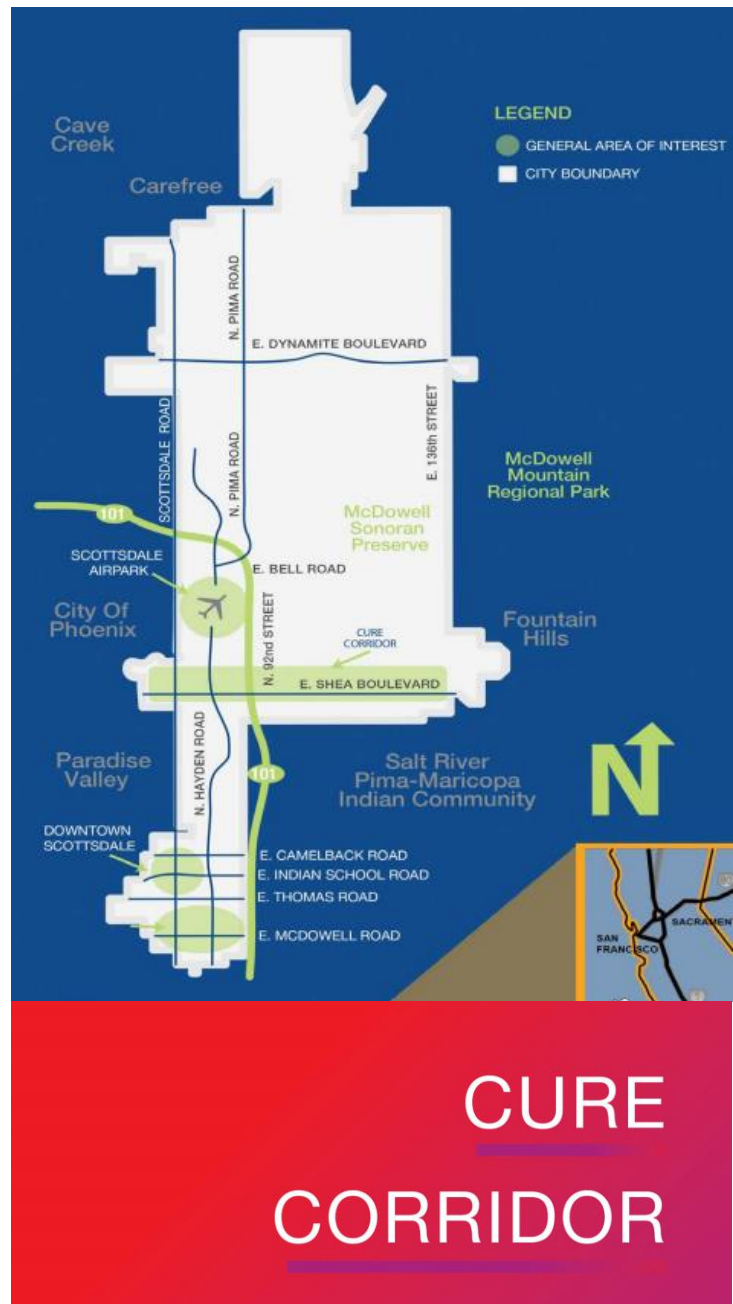 Cave
Creek
LEGEND
GENERAL AREA OF INTEREST
CITY BOUNDARY
Carefree
N. PIMA ROAD
E. DYNAMITE BOULEVARD
SCOTTSDALE ROAD
N. PIMA ROAD
E. 136th STREET
McDowell
Mountain
Regional Park
McDowell
Sonoran
Preserve
101
SCOTTSDALE
AIRPARK
E. BELL ROAD
City Of
Phoenix
N. 92nd STREET
CURE
CORRIDOR
Fountain
Hills
E. SHEA BOULEVARD
N. HAYDEN ROAD
Paradise
Valley
101
Salt River
Pima-Maricopa
Indian Community
N
DOWNTOWN
SCOTTSDALE
E. CAMELBACK ROAD
E. INDIAN SCHOOL ROAD
E. THOMAS ROAD
E. MCDOWELL ROAD
SAN
FRANCISCO
SACRAMEN
CURE
CORRIDOR